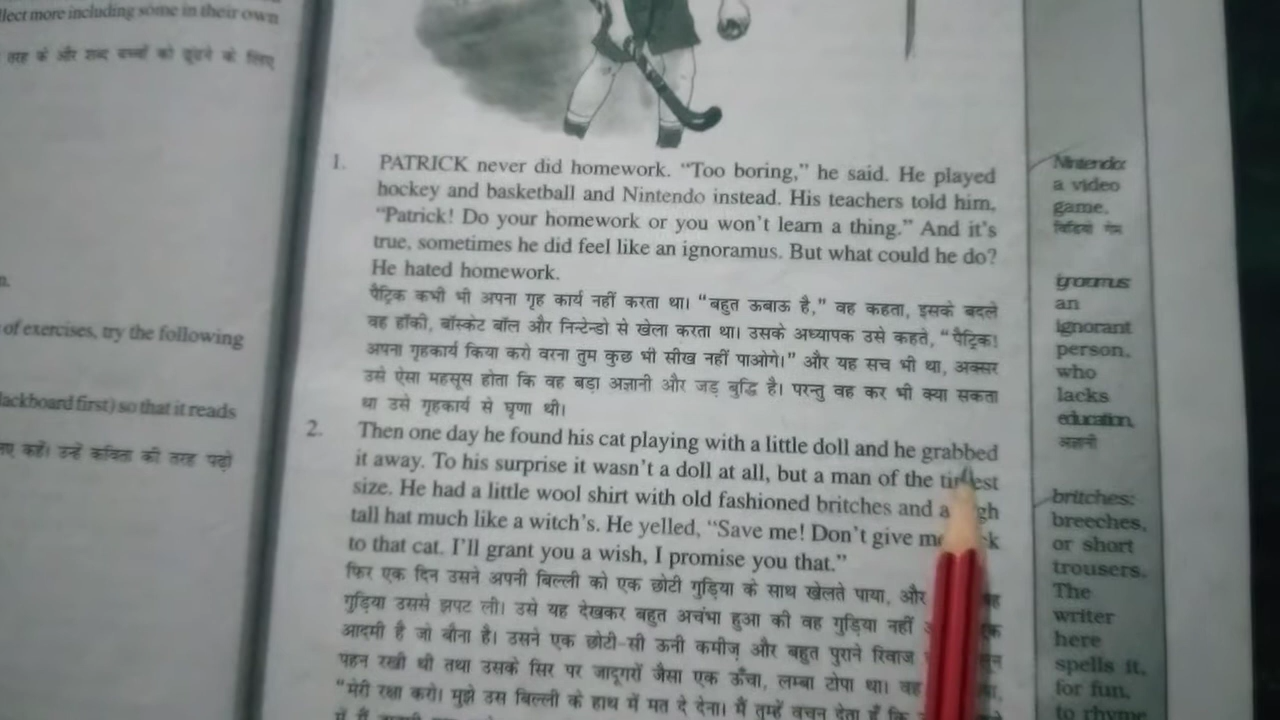 llect more including some in their own
तरह के और शब्द बच्चों को ढूढने के लिए
n.
of exercises, try the following
lackboard first) so that it reads
कहें। उन्हें कविता की तरह पढ़ो
1. PATRICK never did homework. “Too boring,” he said. He played
hockey and basketball and Nintendo instead. His teachers told him,
“Patrick! Do your homework or you won’t learn a thing.” And it’s
true, sometimes he did feel like an ignoramus. But what could he do?
He hated homework.
पैट्रिक कभी भी अपना गृह कार्य नहीं करता था। “बहुत ऊबाऊ है,” वह कहता, इसके बदले
वह हॉकी, बॉस्केट बॉल और निन्टेन्डो से खेला करता था। उसके अध्यापक उसे कहते, “पैट्रिक!
अपना गृहकार्य किया करो वरना तुम कुछ भी सीख नहीं पाओगे।” और यह सच भी था, अक्सर
उसे ऐसा महसूस होता कि वह बड़ा अज्ञानी और जड़ बुद्धि है। परन्तु वह कर भी क्या सकता
था उसे गृहकार्य से घृणा थी।
2. Then one day he found his cat playing with a little doll and he grabbed
it away. To his surprise it wasn’t a doll at all, but a man of the
size. He had a little wool shirt with old fashioned britches and a
tall hat much like a witch’s. He yelled, “Save me! Don’t give
to that cat. I’ll grant you a wish, I promise you that.”
फिर एक दिन उसने अपनी बिल्ली को एक छोटी गुड़िया के साथ खेलते पाया, और
गुड़िया उससे झपट ली। उसे यह देखकर बहुत अचंभा हुआ की वह गुड़िया नहीं
आदमी है जो बौना है। उसने एक छोटी-सी ऊनी कमीज़ और बहुत पुराने रिवाज
पहन रखी थी तथा उसके सिर पर जादूगरों जैसा एक ऊँचा, लम्बा टोपा था। वह
“मेरी रक्षा करो। मुझे उस बिल्ली के हाथ में मत दे देना। मैं तुम्हें वचन देता हूँ कि
Nintendo:
a video
game.
विडियो गेम
ignoramus:
an
ignorant
person,
who
lacks
education.
अज्ञानी
britches:
breeches,
or short
trousers.
The
writer
here
spells it,
for fun,
to rhyme